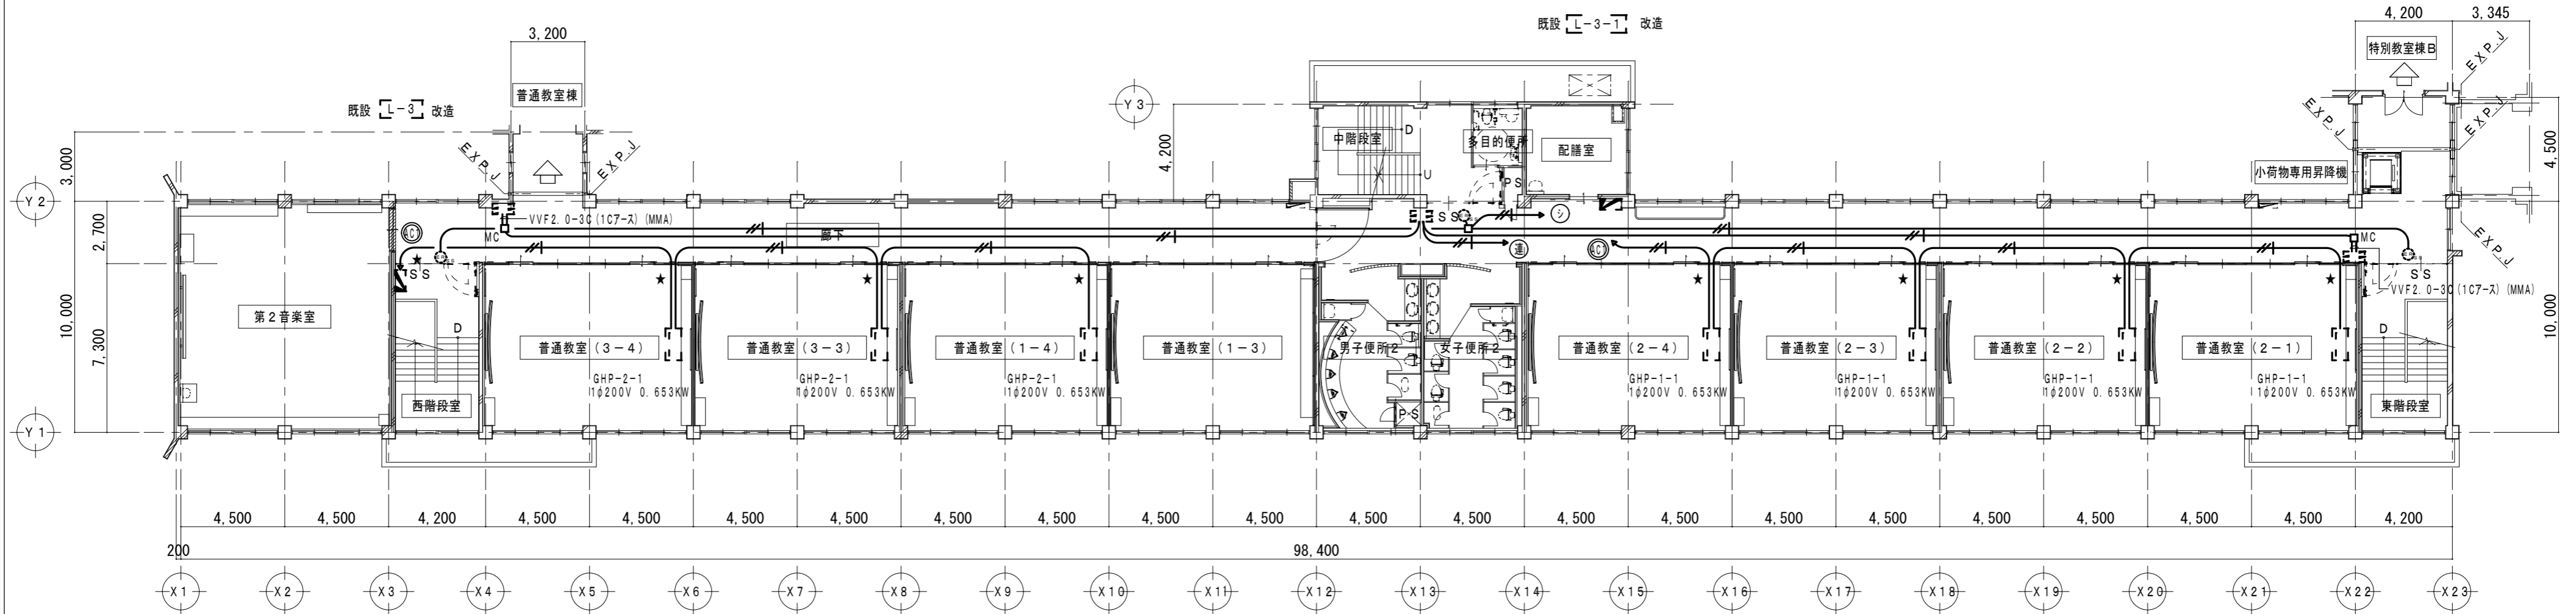 既設 L-3-1 改造
4,200
3,345
3,200
特別教室棟B
EXP.J
普通教室棟
既設 L-3 改造
Y3
EXP.J
EXP.J
中階段室
D
多目的便所
配膳室
3,000
EXP.J
EXP.J
4,200
4,500
U
PS
小荷物専用昇降機
Y2
VVF2.0-3C(1Cアース)(MMA)
SS
シ
2,700
AC1
MC
廊下
連
AC1
MC
EXP.J
★
SS
SS
VVF2.0-3C(1Cアース)(MMA)
★
★
★
★
★
★
★
10,000
7,300
第2音楽室
D
普通教室(3-4)
普通教室(3-3)
普通教室(1-4)
普通教室(1-3)
男子便所2
女子便所2
普通教室(2-4)
普通教室(2-3)
普通教室(2-2)
普通教室(2-1)
D
10,000
GHP-2-1
1φ200V 0.653KW
GHP-2-1
1φ200V 0.653KW
GHP-2-1
1φ200V 0.653KW
GHP-1-1
1φ200V 0.653KW
GHP-1-1
1φ200V 0.653KW
GHP-1-1
1φ200V 0.653KW
GHP-1-1
1φ200V 0.653KW
西階段室
PS
東階段室
Y1
4,500 4,500 4,200 4,500 4,500 4,500 4,500 4,500 4,500 4,500 4,500 4,500 4,500 4,500 4,500 4,500 4,500 4,500 4,500 4,500 4,500 4,200
200
98,400
X1 X2 X3 X4 X5 X6 X7 X8 X9 X10 X11 X12 X13 X14 X15 X16 X17 X18 X19 X20 X21 X22 X23